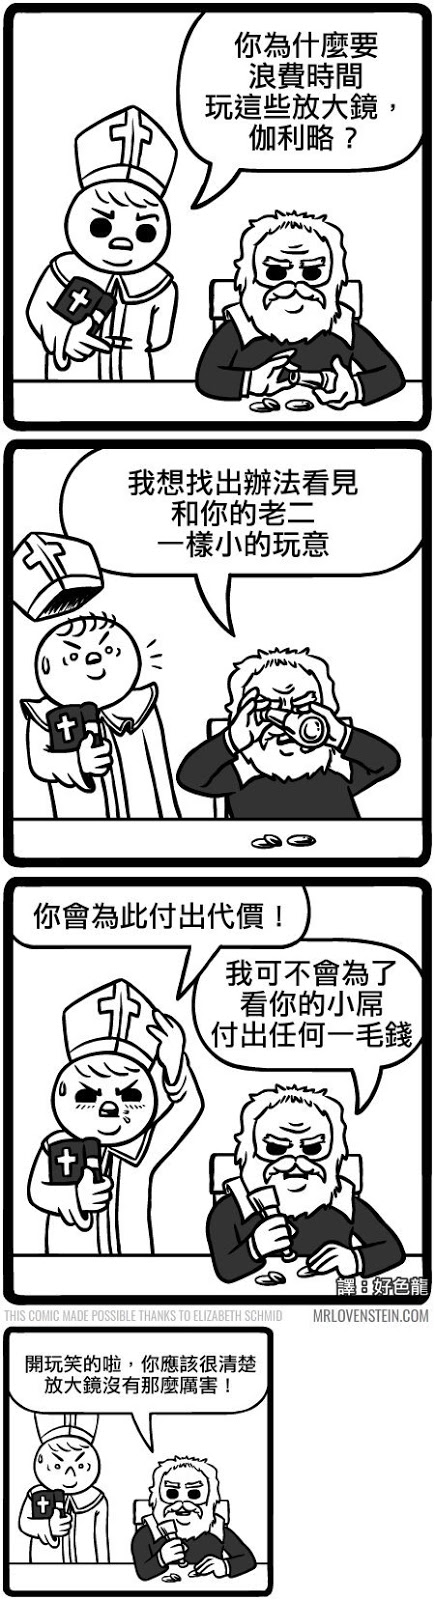 你為什麼要
浪費時間
玩這些放大鏡，
伽利略？
我想找出辦法看見
和你的老二
一樣小的玩意
你會為此付出代價！
我可不會為了
看你的小屌
付出任何一毛錢
譯：好色龍
THIS COMIC MADE POSSIBLE THANKS TO ELIZABETH SCHMID
MRLOVENSTEIN.COM
開玩笑的啦，你應該很清楚
放大鏡沒有那麼厲害！